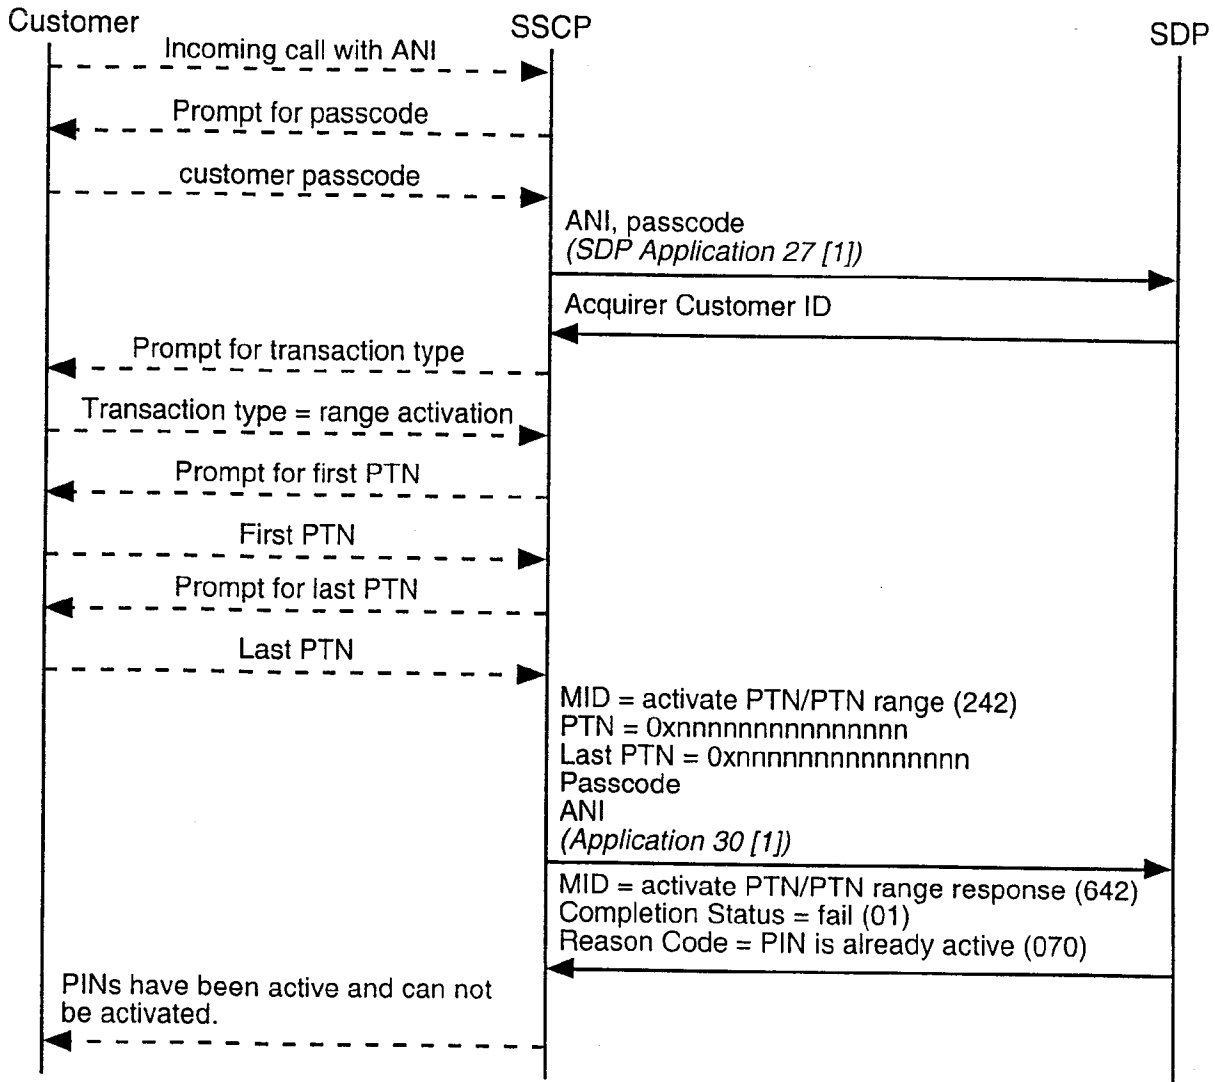 Customer
SSCP
SDP
Incoming call with ANI
Prompt for passcode
customer passcode
ANI, passcode
(SDP Application 27 [1])
Acquirer Customer ID
Prompt for transaction type
Transaction type = range activation
Prompt for first PTN
First PTN
Prompt for last PTN
Last PTN
MID = activate PTN/PTN range (242)
PTN = 0xnnnnnnnnnnnnnnnn
Last PTN = 0xnnnnnnnnnnnnnnnn
Passcode
ANI
(Application 30 [1])
MID = activate PTN/PTN range response (642)
Completion Status = fail (01)
Reason Code = PIN is already active (070)
PINs have been active and can not
be activated.